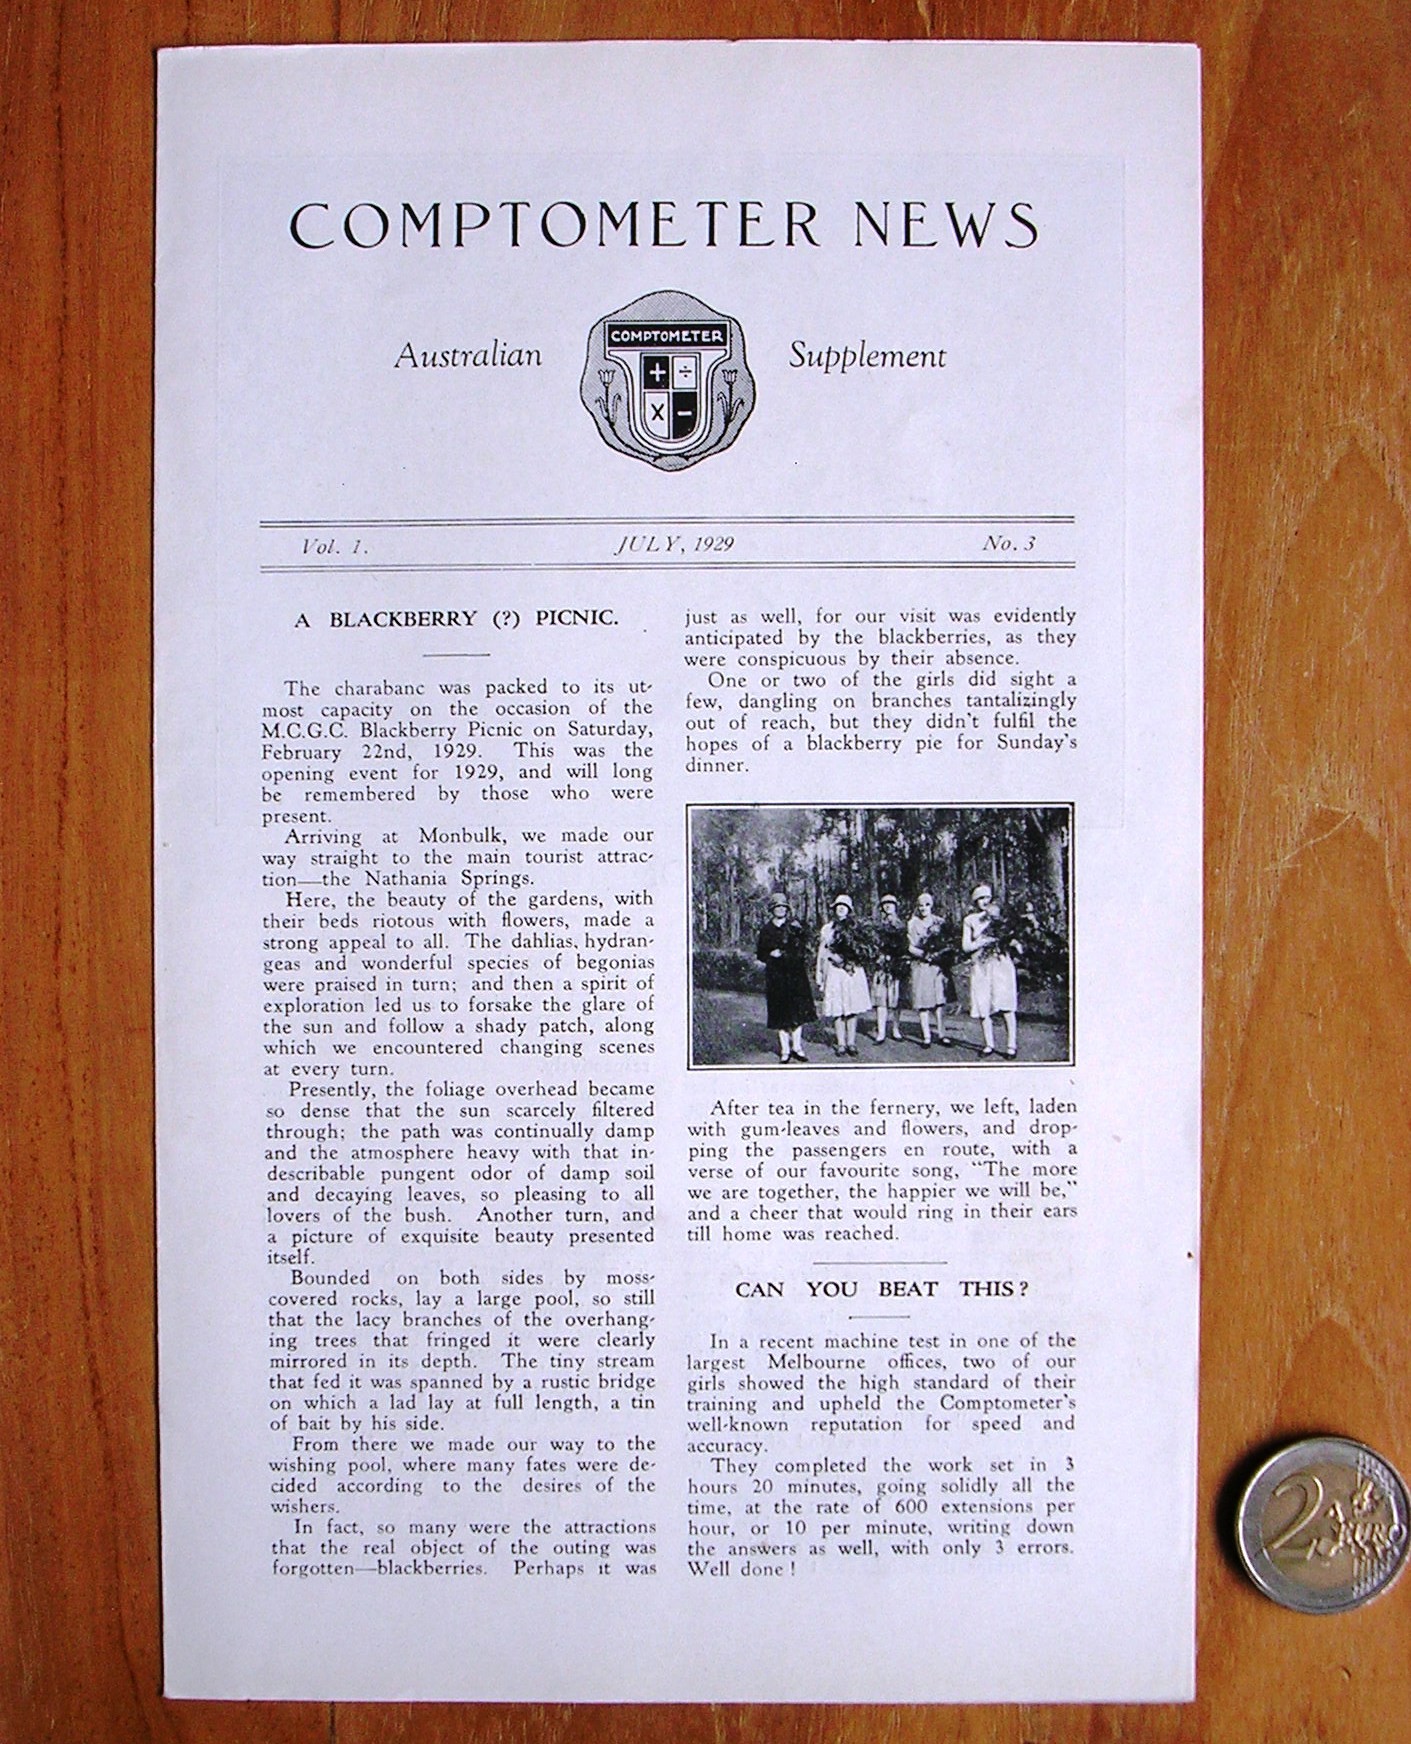 COMPTOMETER NEWS
Australian
COMPTOMETER
+ ÷
X −
Supplement
Vol. 1. JULY, 1929 No. 3
A BLACKBERRY (?) PICNIC.
The charabanc was packed to its ut-
most capacity on the occasion of the
M.C.G.C. Blackberry Picnic on Saturday,
February 22nd, 1929. This was the
opening event for 1929, and will long
be remembered by those who were
present.
Arriving at Monbulk, we made our
way straight to the main tourist attrac-
tion—the Nathania Springs.
Here, the beauty of the gardens, with
their beds riotous with flowers, made a
strong appeal to all. The dahlias, hydran-
geas and wonderful species of begonias
were praised in turn; and then a spirit of
exploration led us to forsake the glare of
the sun and follow a shady patch, along
which we encountered changing scenes
at every turn.
Presently, the foliage overhead became
so dense that the sun scarcely filtered
through; the path was continually damp
and the atmosphere heavy with that in-
describable pungent odor of damp soil
and decaying leaves, so pleasing to all
lovers of the bush. Another turn, and
a picture of exquisite beauty presented
itself.
Bounded on both sides by moss-
covered rocks, lay a large pool, so still
that the lacy branches of the overhang-
ing trees that fringed it were clearly
mirrored in its depth. The tiny stream
that fed it was spanned by a rustic bridge
on which a lad lay at full length, a tin
of bait by his side.
From there we made our way to the
wishing pool, where many fates were de-
cided according to the desires of the
wishers.
In fact, so many were the attractions
that the real object of the outing was
forgotten—blackberries. Perhaps it was
just as well, for our visit was evidently
anticipated by the blackberries, as they
were conspicuous by their absence.
One or two of the girls did sight a
few, dangling on branches tantalizingly
out of reach, but they didn't fulfil the
hopes of a blackberry pie for Sunday's
dinner.
After tea in the fernery, we left, laden
with gum-leaves and flowers, and drop-
ping the passengers en route, with a
verse of our favourite song, "The more
we are together, the happier we will be,"
and a cheer that would ring in their ears
till home was reached.
CAN YOU BEAT THIS?
In a recent machine test in one of the
largest Melbourne offices, two of our
girls showed the high standard of their
training and upheld the Comptometer's
well-known reputation for speed and
accuracy.
They completed the work set in 3
hours 20 minutes, going solidly all the
time, at the rate of 600 extensions per
hour, or 10 per minute, writing down
the answers as well, with only 3 errors.
Well done!
2 EURO